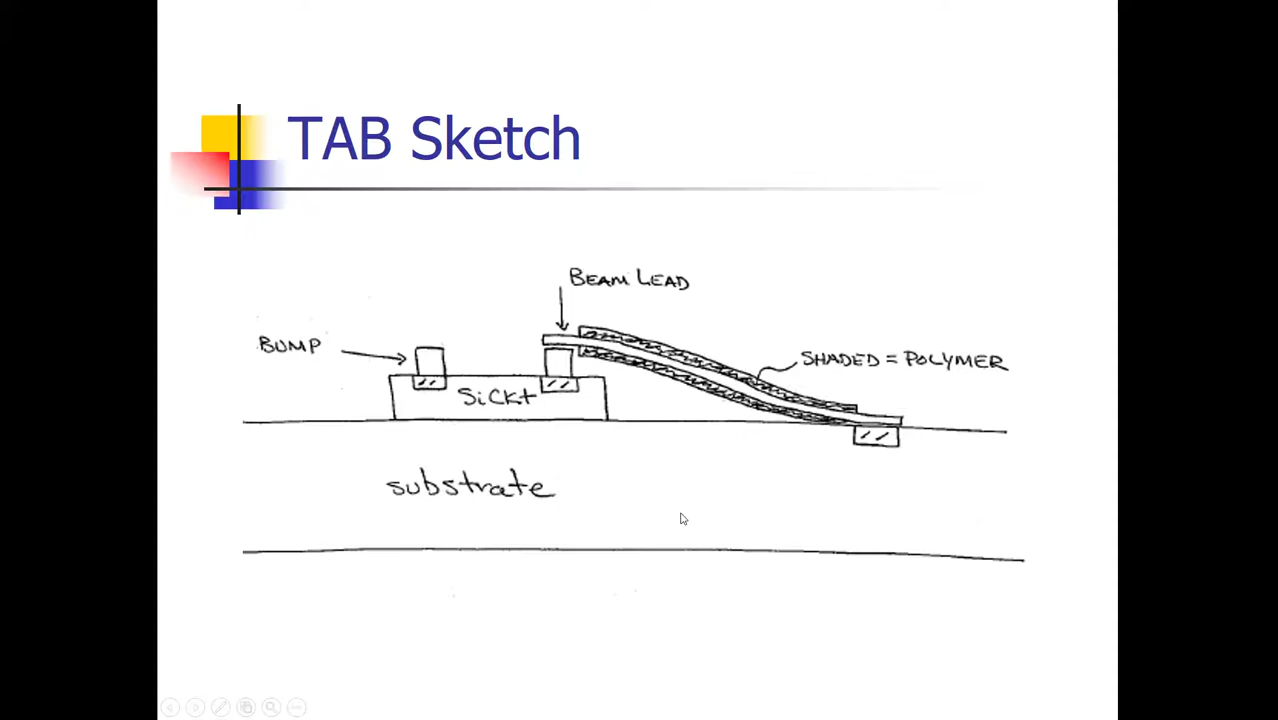 TAB Sketch
BEAM LEAD
BUMP
SHADED = POLYMER
SiCkt
substrate